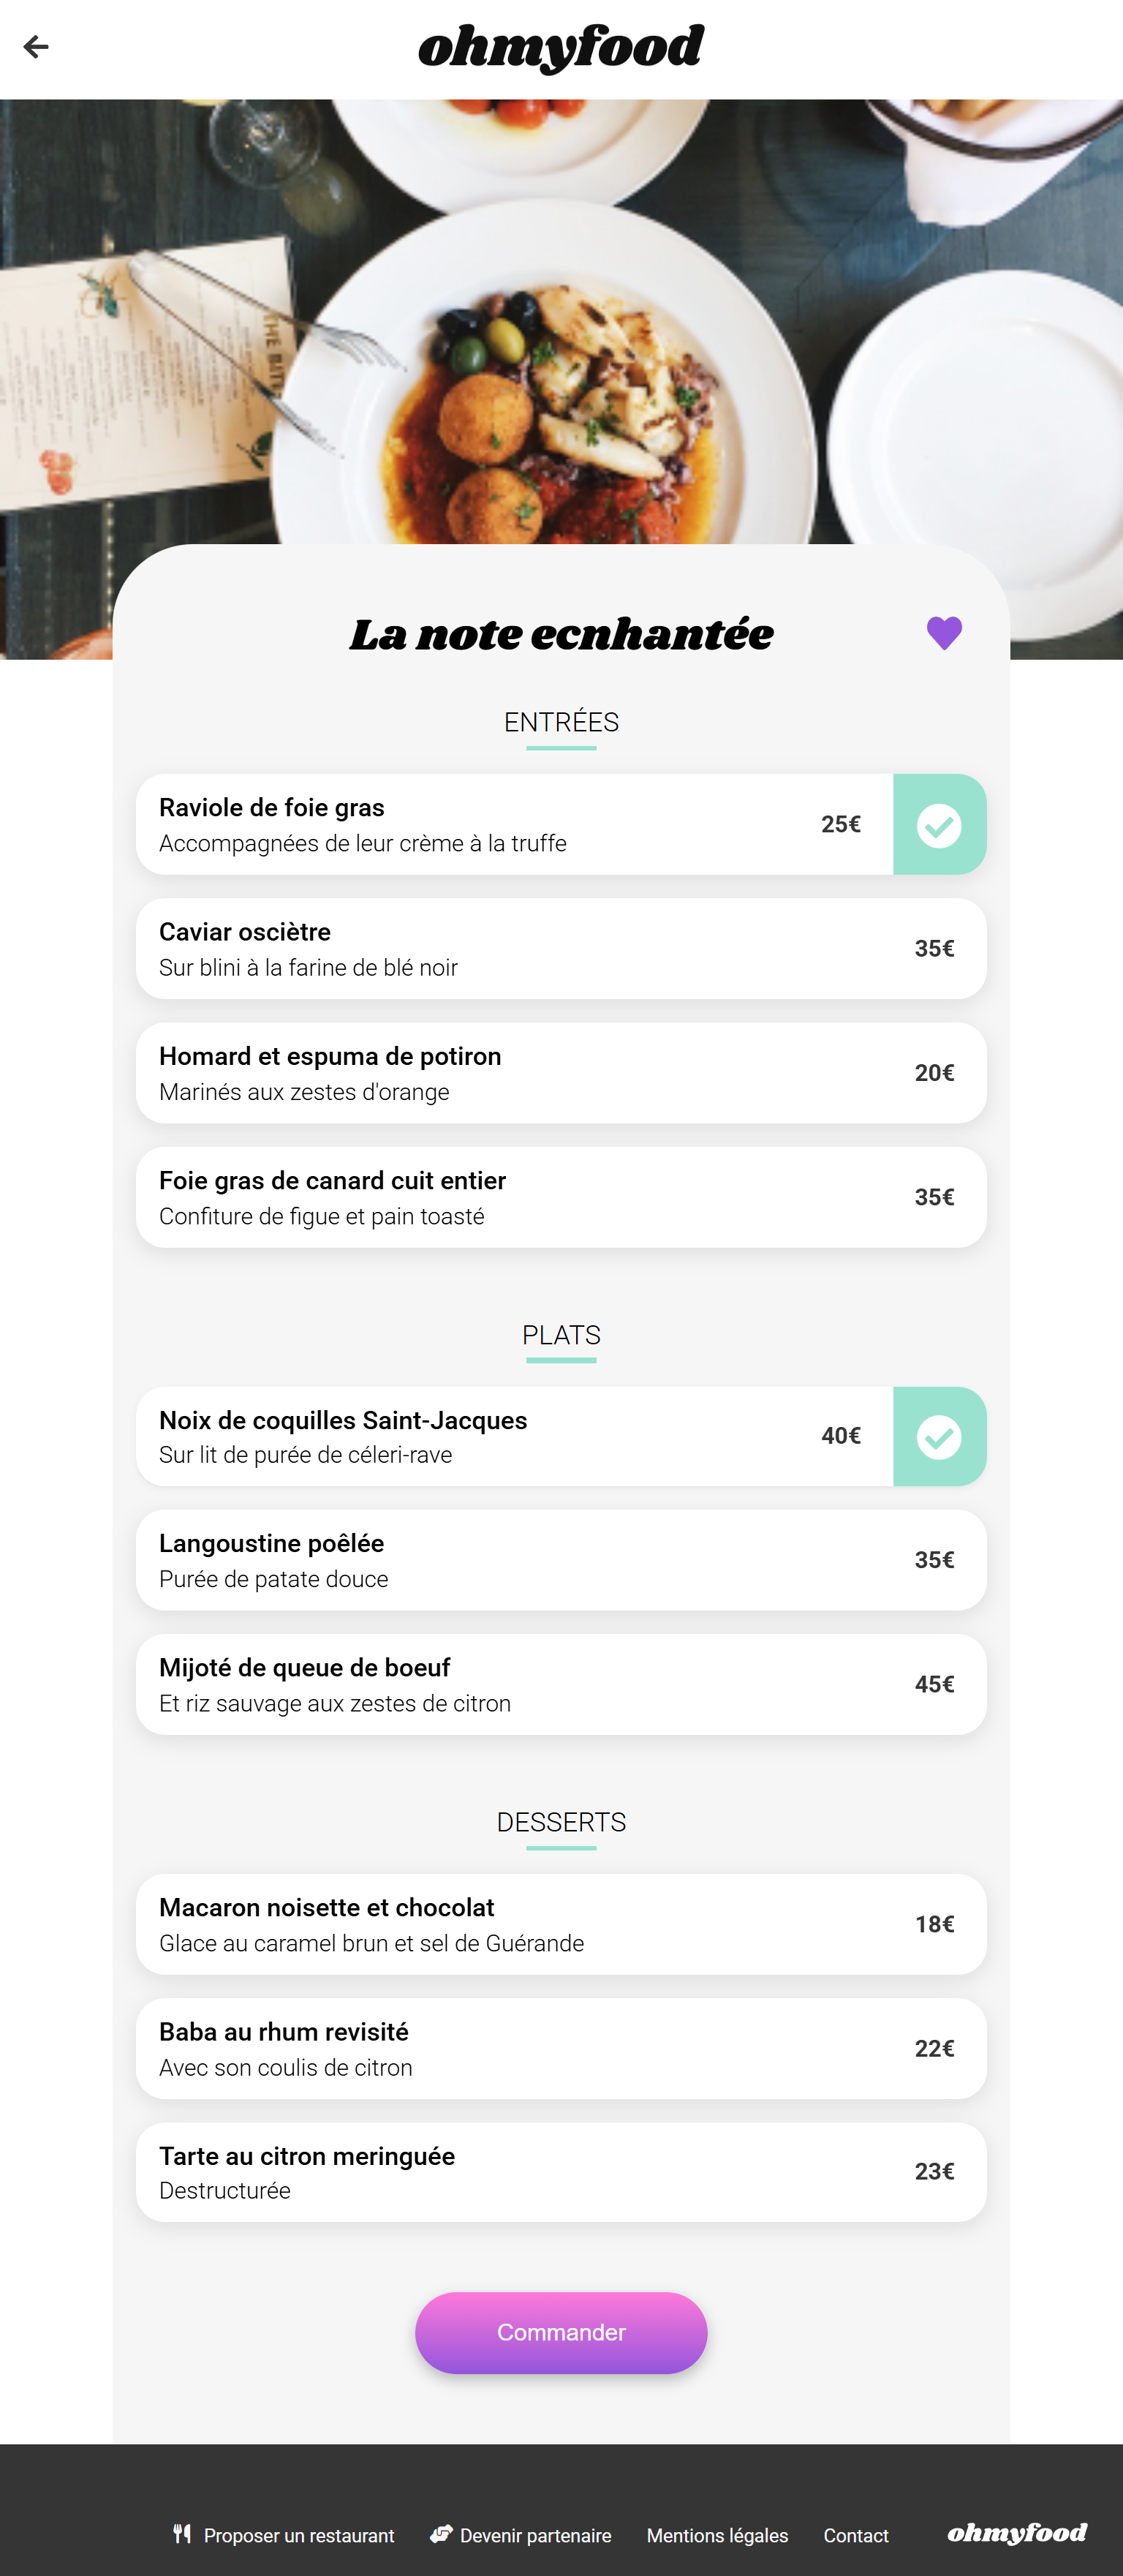 ohmyfood
THE BITT
La note ecnhantée
ENTRÉES
Raviole de foie gras
Accompagnées de leur crème à la truffe
25€
Caviar osciètre
Sur blini à la farine de blé noir
35€
Homard et espuma de potiron
Marinés aux zestes d'orange
20€
Foie gras de canard cuit entier
Confiture de figue et pain toasté
35€
PLATS
Noix de coquilles Saint-Jacques
Sur lit de purée de céleri-rave
40€
Langoustine poêlée
Purée de patate douce
35€
Mijoté de queue de boeuf
Et riz sauvage aux zestes de citron
45€
DESSERTS
Macaron noisette et chocolat
Glace au caramel brun et sel de Guérande
18€
Baba au rhum revisité
Avec son coulis de citron
22€
Tarte au citron meringuée
Destructurée
23€
Commander
Proposer un restaurant
Devenir partenaire
Mentions légales
Contact
ohmyfood